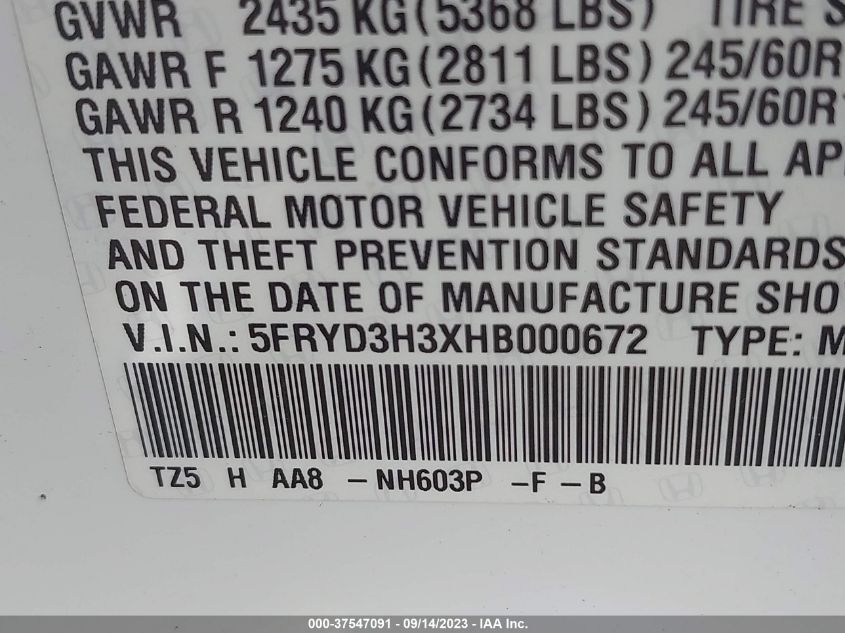 GVWR 2435 KG (5368 LBS) TIRE S
GAWR F 1275 KG (2811 LBS) 245/60R
GAWR R 1240 KG (2734 LBS) 245/60R
THIS VEHICLE CONFORMS TO ALL AP
FEDERAL MOTOR VEHICLE SAFETY
AND THEFT PREVENTION STANDARDS
ON THE DATE OF MANUFACTURE SHO
V.I.N.: 5FRYD3H3XHB000672 TYPE: M
TZ5 H AA8 - NH603P - F - B
000-37547091 - 09/14/2023 - IAA Inc.